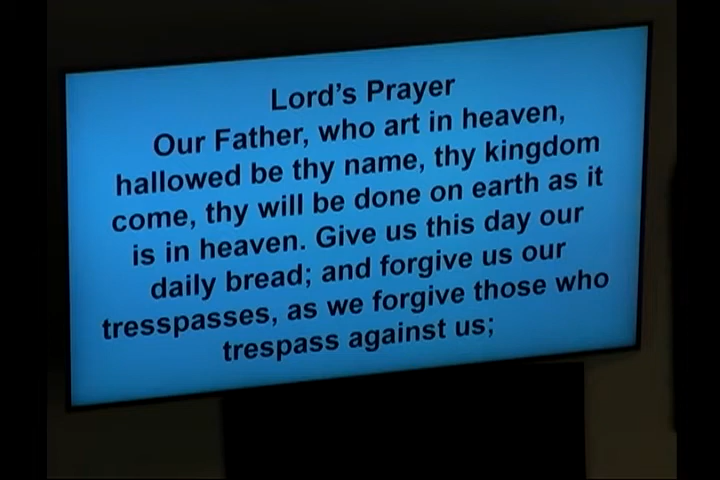 Lord's Prayer
Our Father, who art in heaven,
hallowed be thy name, thy kingdom
come, thy will be done on earth as it
is in heaven. Give us this day our
daily bread; and forgive us our
tresspasses, as we forgive those who
trespass against us;